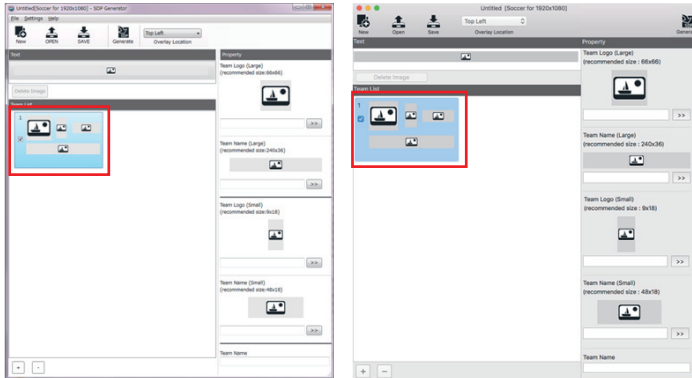 Untitled[Soccer for 1920x1080] - SDP Generator
File Settings Help
New OPEN SAVE Generate Top Left Overlay Location
Text
Delete Image
Team List
1
+ -
Property
Team Logo (Large)
(recommended size:66x66)
>>
Team Name (Large)
(recommended size:240x36)
>>
Team Logo (Small)
(recommended size:9x18)
>>
Team Name (Small)
(recommended size:48x18)
>>
Team Name
Untitled [Soccer for 1920x1080]
New Open Save Top Left Overlay Location
Text
Delete Image
Team List
1
+ −
Property
Team Logo (Large)
(recommended size : 66x66)
>>
Team Name (Large)
(recommended size : 240x36)
>>
Team Logo (Small)
(recommended size : 9x18)
>>
Team Name (Small)
(recommended size : 48x18)
>>
Team Name